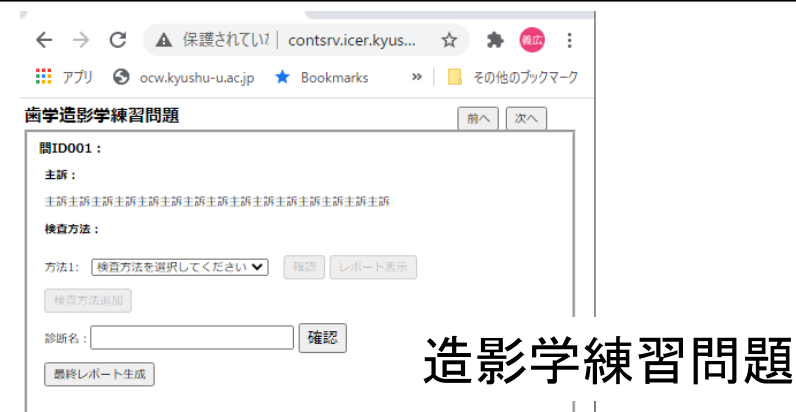 保護されていな contsrv.icer.kyus... 義広
アプリ ocw.kyushu-u.ac.jp Bookmarks » その他のブックマーク
歯学造影学練習問題 前へ 次へ
問ID001：
主訴：
主訴主訴主訴主訴主訴主訴主訴主訴主訴主訴主訴主訴主訴主訴主訴
検査方法：
方法1: 検査方法を選択してください 確認 レポート表示
検査方法追加
診断名： 確認
最終レポート生成
造影学練習問題